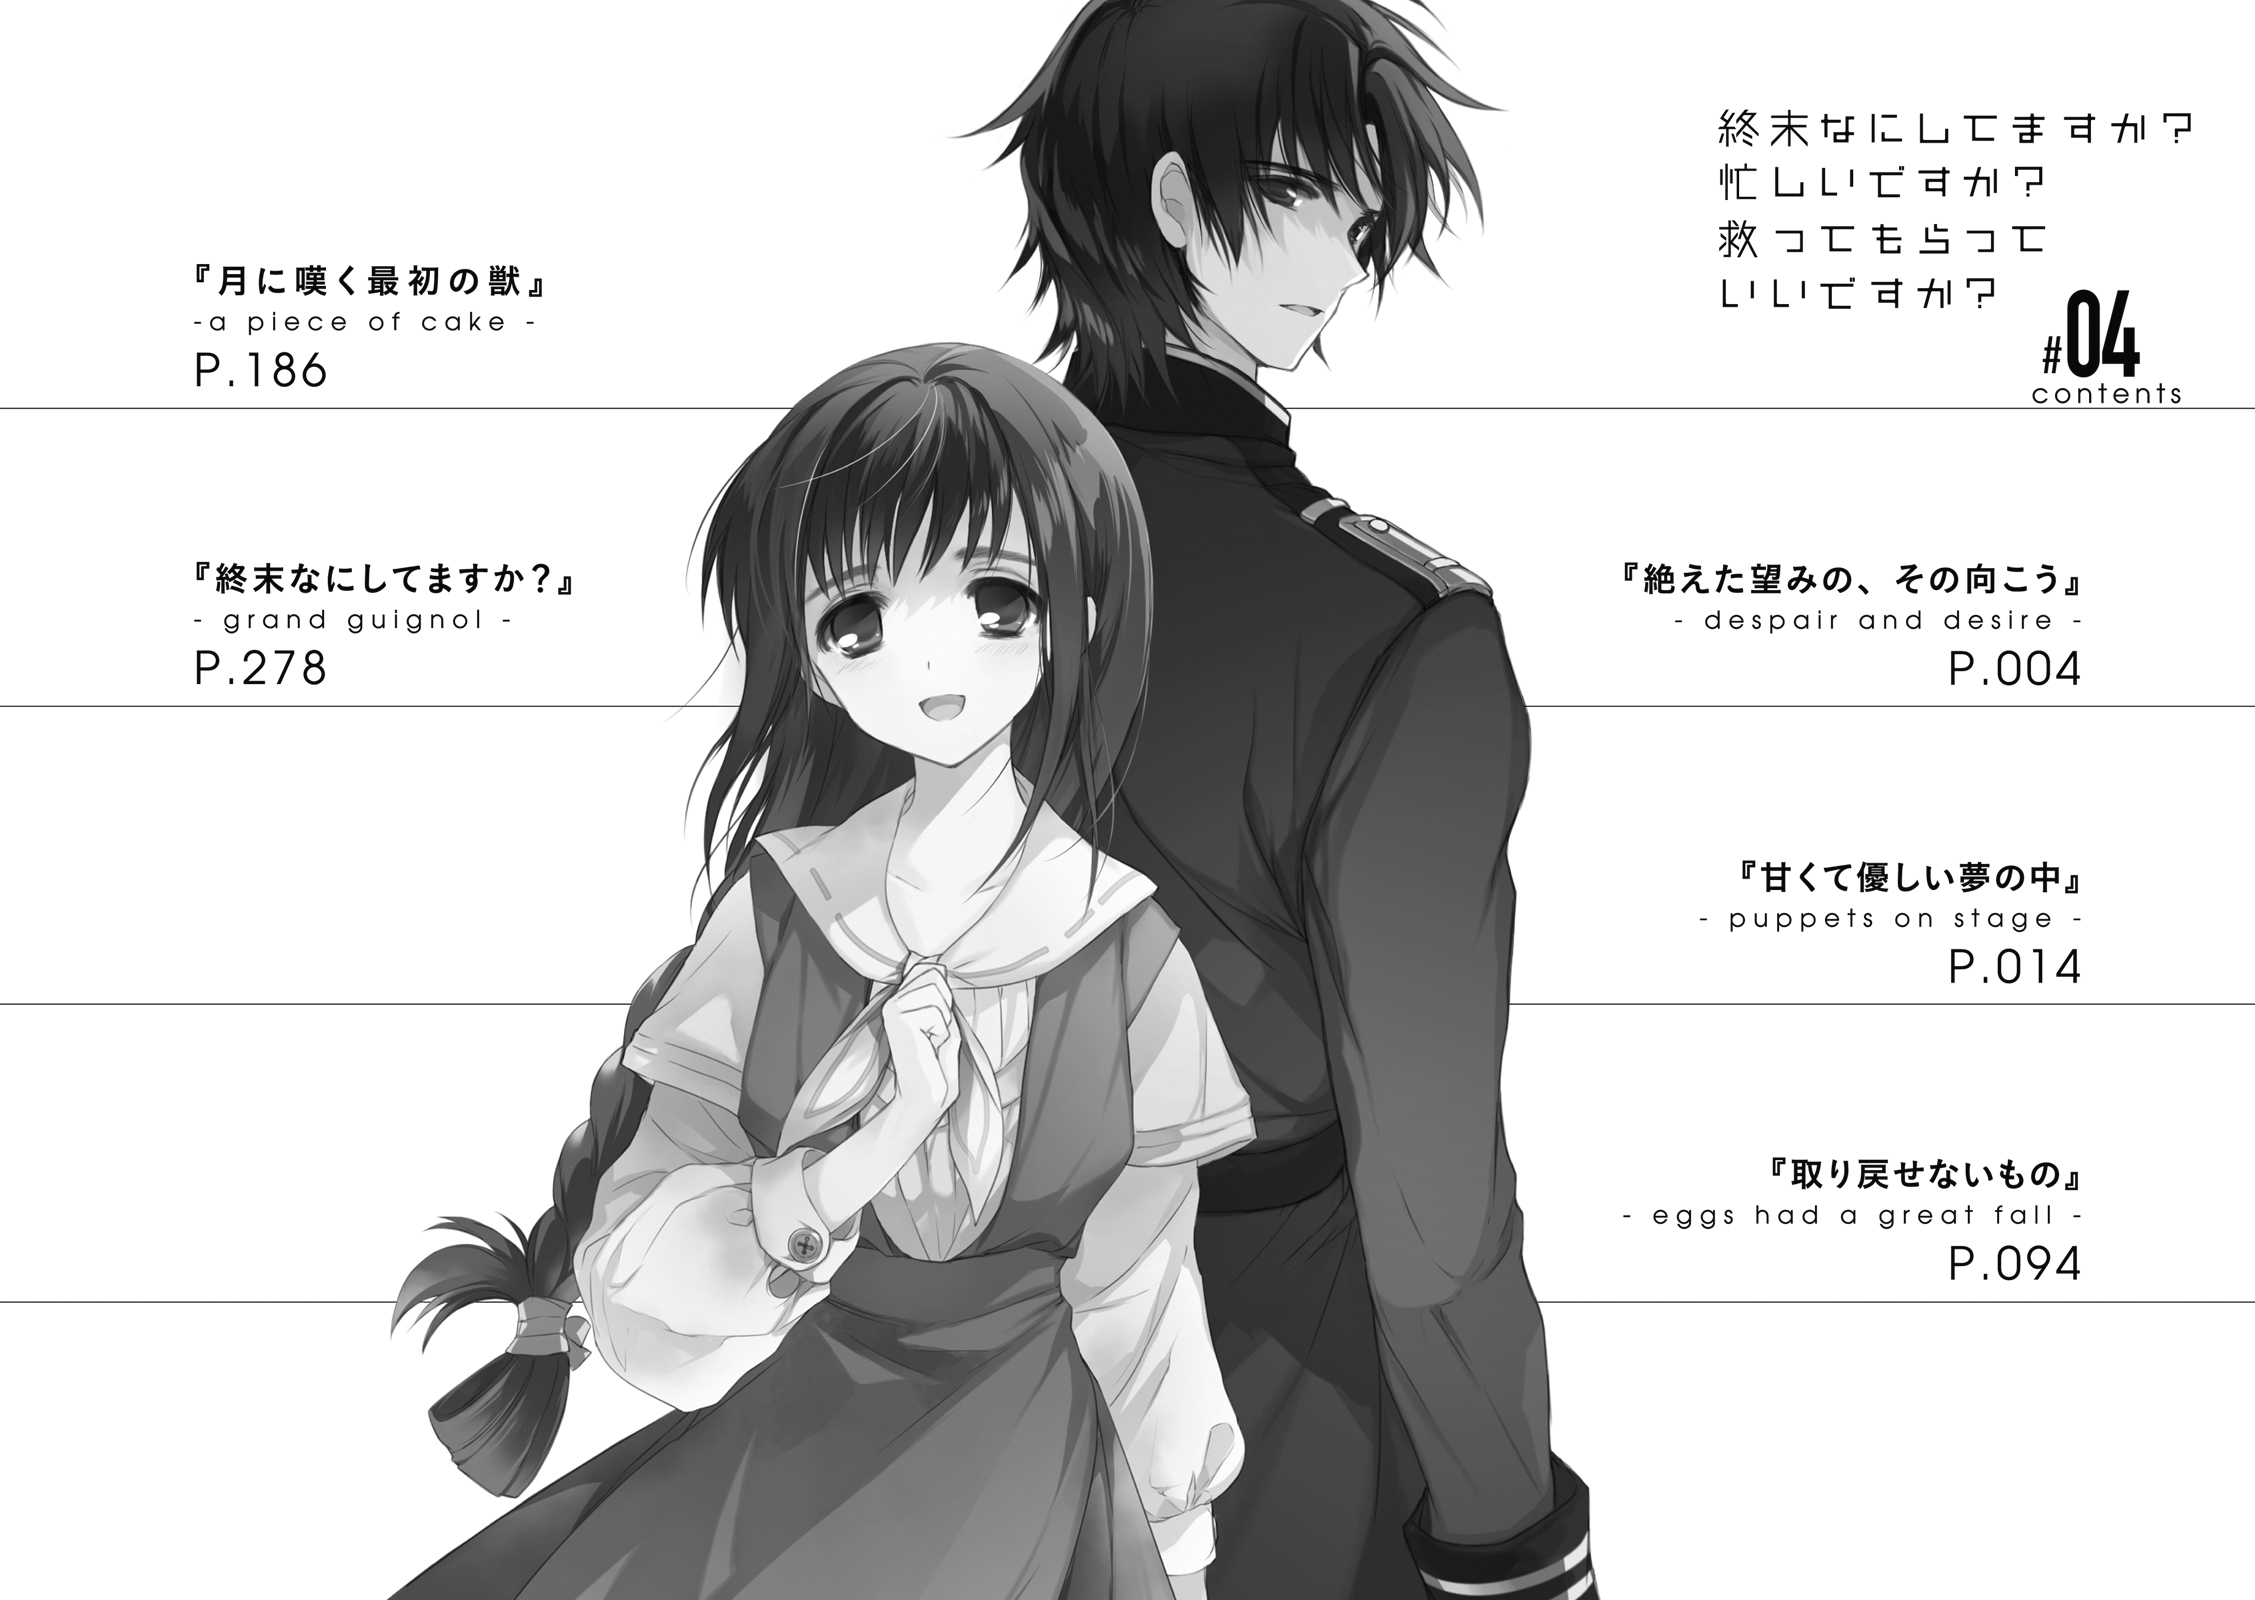 終末なにしてますか?
忙しいですか?
救ってもらって
いいですか?
#04
contents
『絶えた望みの、その向こう』
- despair and desire -
P.004
『甘くて優しい夢の中』
- puppets on stage -
P.014
『取り戻せないもの』
- eggs had a great fall -
P.094
『月に嘆く最初の獣』
-a piece of cake -
P.186
『終末なにしてますか?』
- grand guignol -
P.278